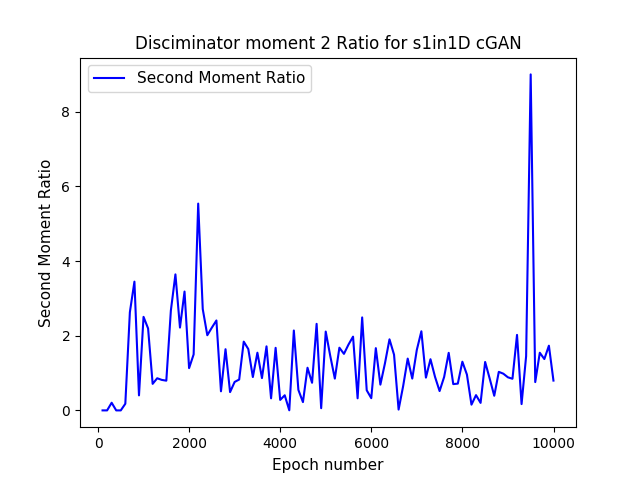 Disciminator moment 2 Ratio for s1in1D cGAN
Second Moment Ratio
8
6
4
2
0
Second Moment Ratio
0 2000 4000 6000 8000 10000
Epoch number